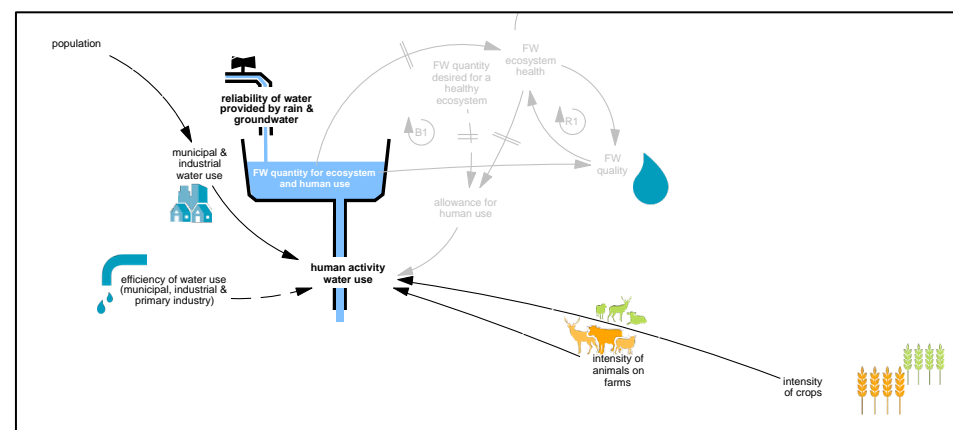 population
reliability of water
provided by rain &
groundwater
FW
ecosystem
health
FW quantity
desired for a
healthy
ecosystem
B1
R1
municipal &
industrial
water use
FW quantity for ecosystem
and human use
FW
quality
allowance for
human use
human activity
water use
efficiency of water use
(municipal, industrial &
primary industry)
intensity of
animals on
farms
intensity
of crops